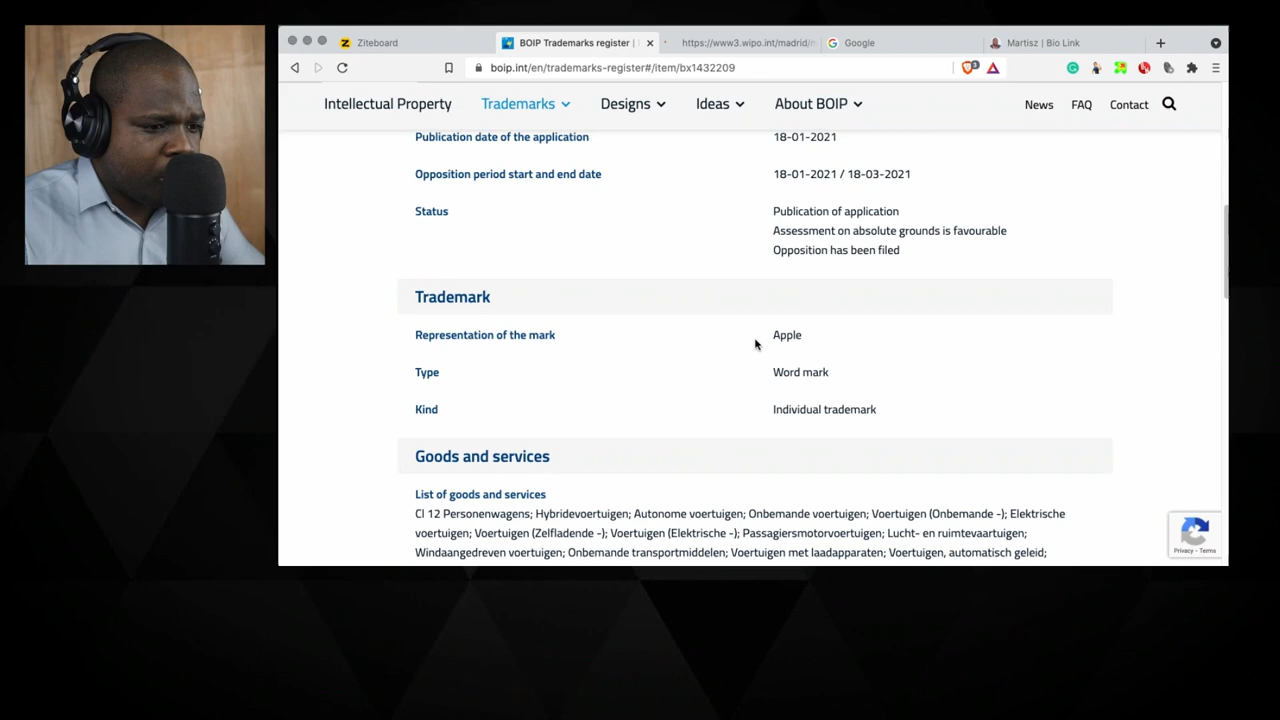 Ziteboard
BOIP Trademarks register |
https://www3.wipo.int/madrid/m
Google
Martisz | Bio Link
boip.int/en/trademarks-register#/item/bx1432209
Intellectual Property
Trademarks
Designs
Ideas
About BOIP
News
FAQ
Contact
Publication date of the application
18-01-2021
Opposition period start and end date
18-01-2021 / 18-03-2021
Status
Publication of application
Assessment on absolute grounds is favourable
Opposition has been filed
Trademark
Representation of the mark
Apple
Type
Word mark
Kind
Individual trademark
Goods and services
List of goods and services
Cl 12 Personenwagens; Hybridevoertuigen; Autonome voertuigen; Onbemande voertuigen; Voertuigen (Onbemande -); Elektrische
voertuigen; Voertuigen (Zelfladende -); Voertuigen (Elektrische -); Passagiersmotorvoertuigen; Lucht- en ruimtevaartuigen;
Windaangedreven voertuigen; Onbemande transportmiddelen; Voertuigen met laadapparaten; Voertuigen, automatisch geleid;
Privacy - Terms